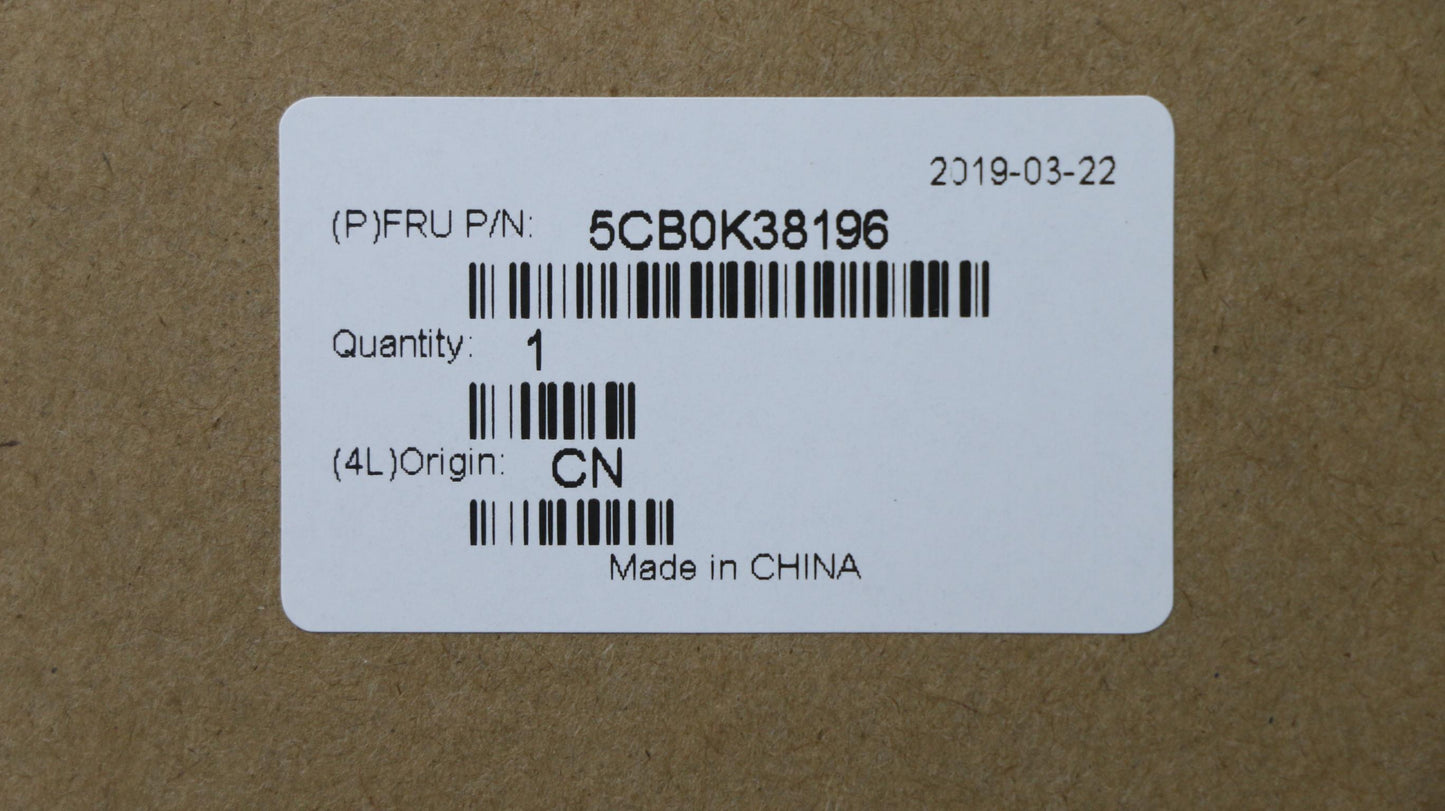 2019-03-22
(P)FRU P/N: 5CB0K38196
Quantity: 1
(4L)Origin: CN
Made in CHINA